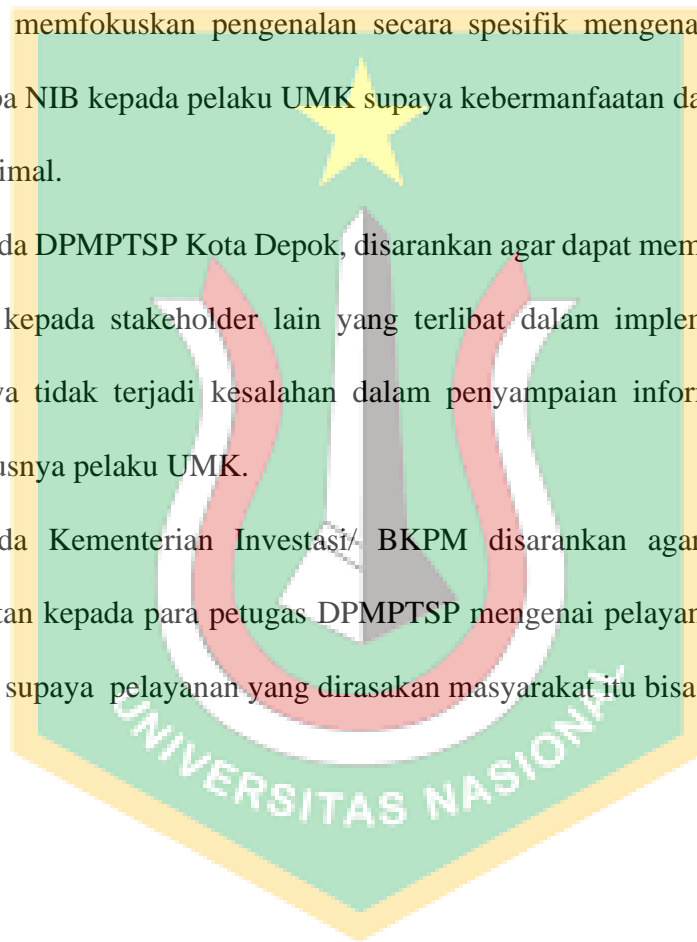 memfokuskan pengenalan secara spesifik mengena
a NIB kepada pelaku UMK supaya kebermanfaatan da
imal.
da DPMPTSP Kota Depok, disarankan agar dapat mem
kepada stakeholder lain yang terlibat dalam implen
a tidak terjadi kesalahan dalam penyampaian infor
usnya pelaku UMK.
da Kementerian Investasi/ BKPM disarankan agar
tan kepada para petugas DPMPTSP mengenai pelayan
supaya pelayanan yang dirasakan masyarakat itu bisa
UNIVERSITAS NASIONAL